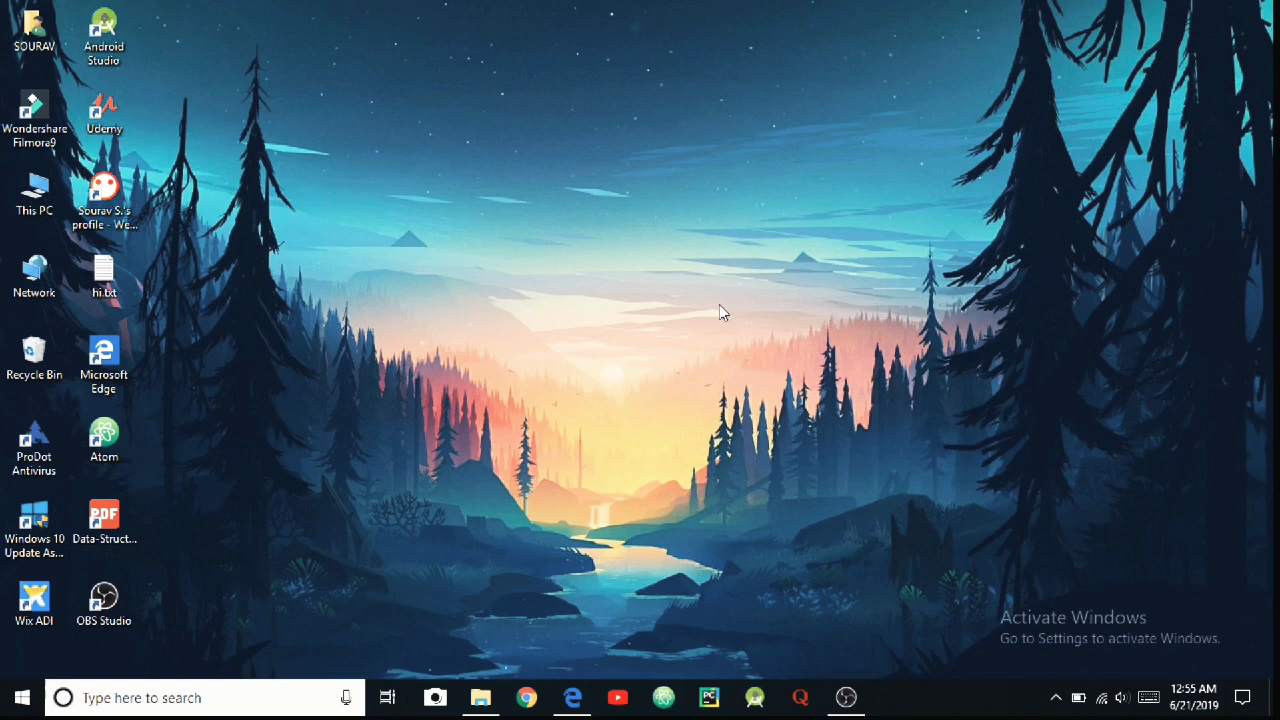 SOURAV
Android
Studio
Wondershare
Filmora9
Udemy
This PC
Sourav S.'s
profile - We...
Network
hi.txt
Recycle Bin
Microsoft
Edge
ProDot
Antivirus
Atom
Windows 10
Update As...
PDF
Data-Struct...
Wix ADI
OBS Studio
Activate Windows
Go to Settings to activate Windows.
Type here to search
PC
Q
12:55 AM
6/21/2019